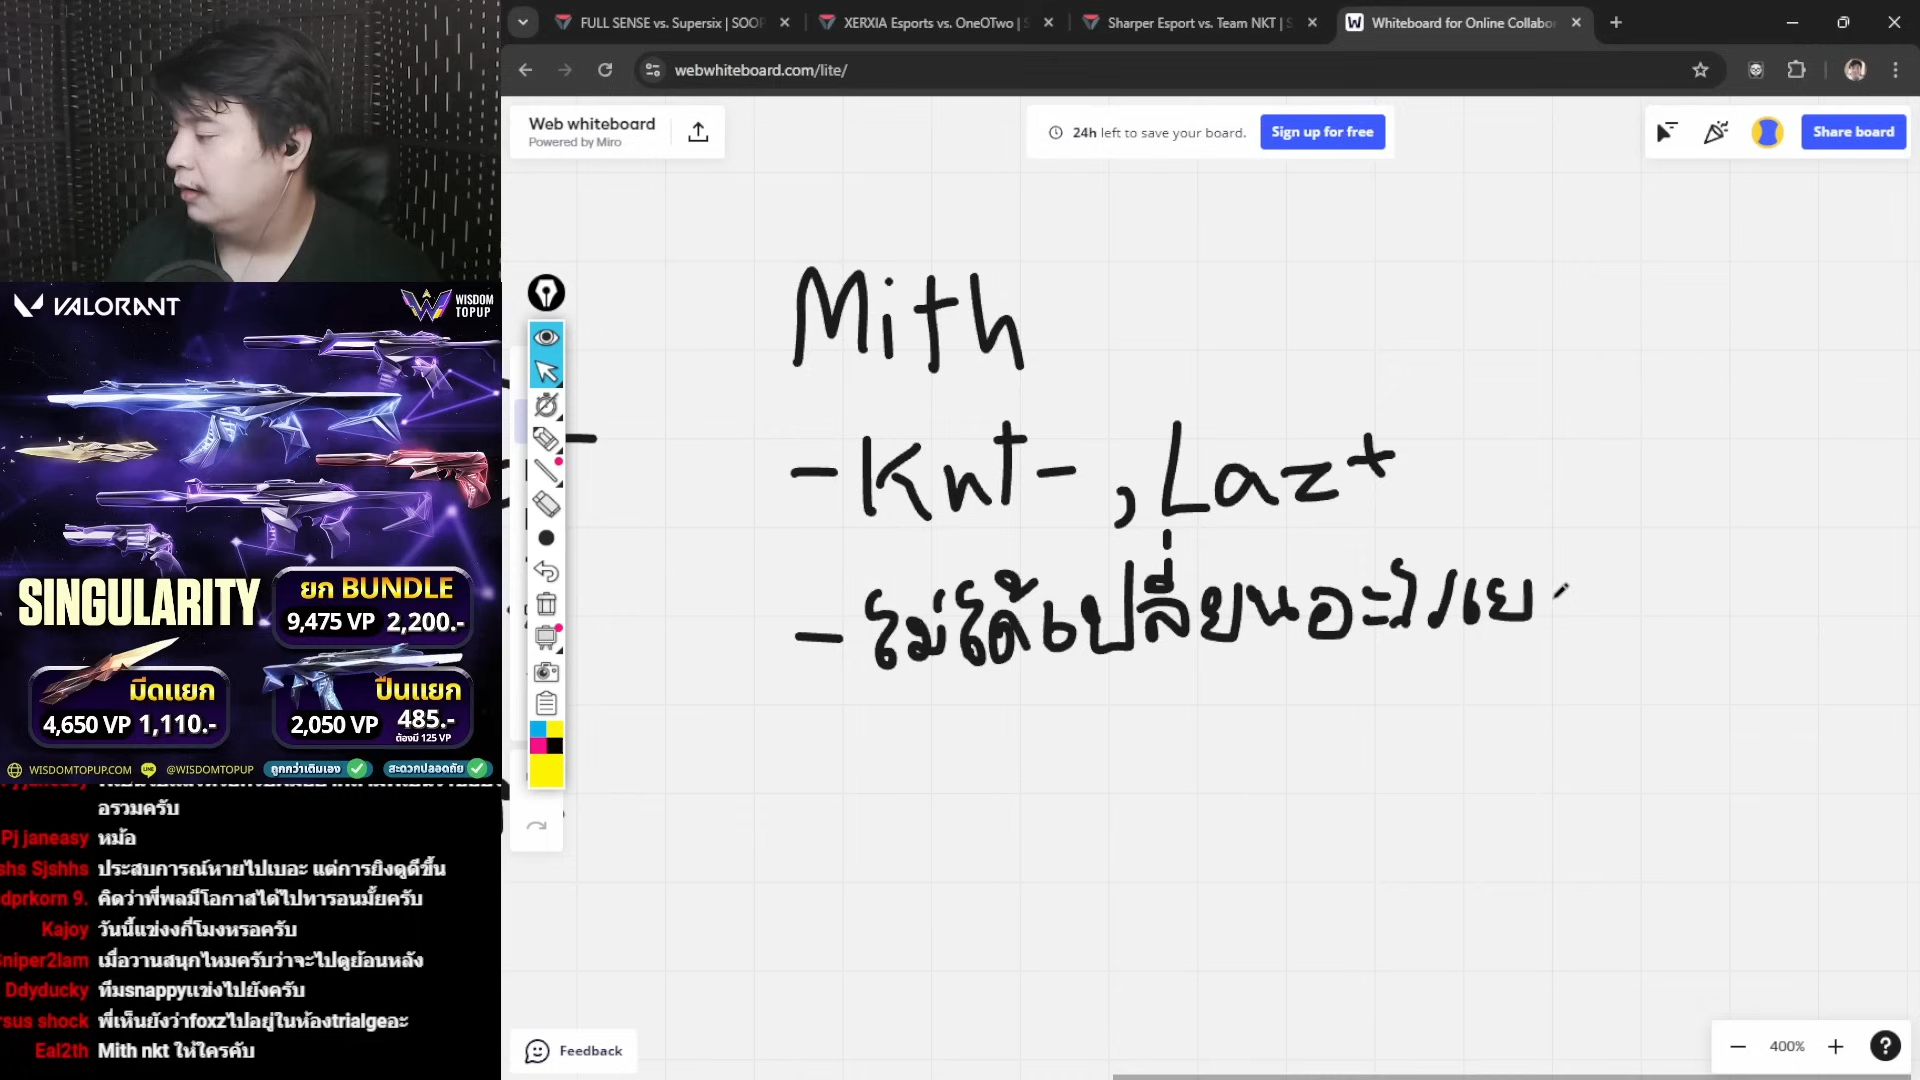 FULL SENSE vs. Supersix | SOOP
XERXIA Esports vs. OneOTwo |
Sharper Esport vs. Team NKT |
Whiteboard for Online Collabor
webwhiteboard.com/lite/
Web whiteboard
Powered by Miro
24h left to save your board.
Sign up for free
Share board
VALORANT
WISDOM
TOPUP
Mith
- Knt - , Laz +
- ไม่ได้เปลี่ยนอะไรเย
SINGULARITY
ยก BUNDLE
9,475 VP 2,200.-
มีดแยก
4,650 VP 1,110.-
ปืนแยก
2,050 VP 485.-
ต้องมี 125 VP
WISDOMTOPUP.COM @WISDOMTOPUP ถูกกว่าเติมเอง สะดวกปลอดภัย
อรวมครับ
Pj janeasy หม้อ
shs Sjshhs ประสบการณ์หายไปเบอะ แต่การยิงดูดีขึ้น
dprkorn 9. คิดว่าพี่พลมีโอกาสได้ไปทารอนมั้ยครับ
Kajoy วันนี้แข่งงกี่โมงหรอครับ
niper2lam เมื่อวานสนุกไหมครับว่าจะไปดูย้อนหลัง
Ddyducky ทีมsnappyแข่งไปยังครับ
rsus shock พี่เห็นยังว่าfoxzไปอยู่ในห้องtrialgeอะ
Eal2th Mith nkt ให้ใครคับ
Feedback
400%